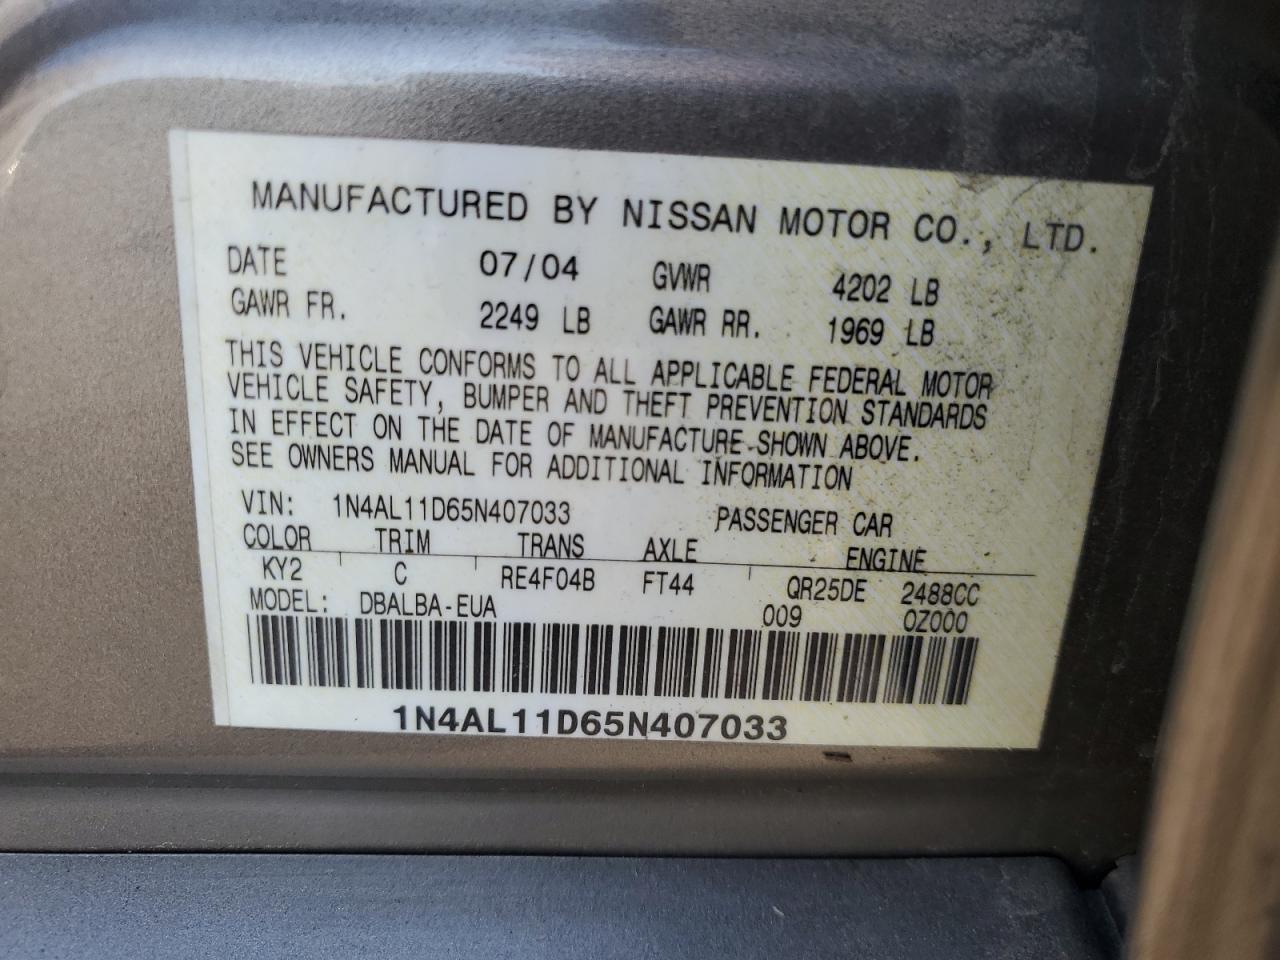 MANUFACTURED BY NISSAN MOTOR CO., LTD.
DATE 07/04 GVWR 4202 LB
GAWR FR. 2249 LB GAWR RR. 1969 LB
THIS VEHICLE CONFORMS TO ALL APPLICABLE FEDERAL MOTOR
VEHICLE SAFETY, BUMPER AND THEFT PREVENTION STANDARDS
IN EFFECT ON THE DATE OF MANUFACTURE SHOWN ABOVE.
SEE OWNERS MANUAL FOR ADDITIONAL INFORMATION
VIN: 1N4AL11D65N407033 PASSENGER CAR
COLOR TRIM TRANS AXLE ENGINE
KY2 C RE4F04B FT44 QR25DE 2488CC
MODEL: DBALBA-EUA 009 0Z000
1N4AL11D65N407033